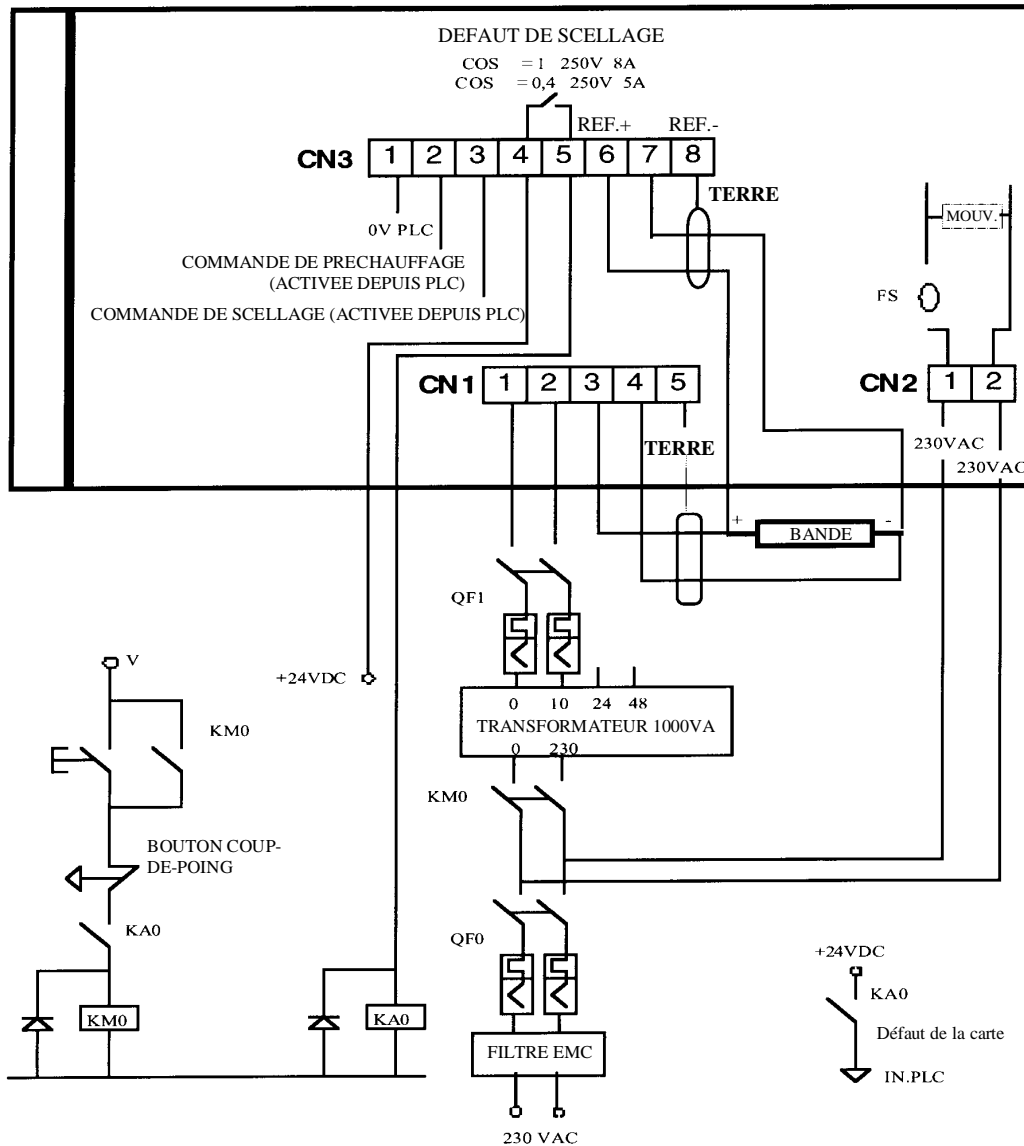 DEFAUT DE SCELLAGE
COS =1 250V 8A
COS =0,4 250V 5A
REF.+ REF.-
CN3 1 2 3 4 5 6 7 8
TERRE
0V PLC
MOUV.
COMMANDE DE PRECHAUFFAGE
(ACTIVEE DEPUIS PLC)
FS
COMMANDE DE SCELLAGE (ACTIVEE DEPUIS PLC)
CN1 1 2 3 4 5
CN2 1 2
TERRE
230VAC
230VAC
+ BANDE -
QF1
V
+24VDC
0 10 24 48
TRANSFORMATEUR 1000VA
0 230
KM0
KM0
BOUTON COUP-
DE-POING
KA0
QF0
+24VDC
KA0
KM0
KA0
Défaut de la carte
FILTRE EMC
IN.PLC
230 VAC